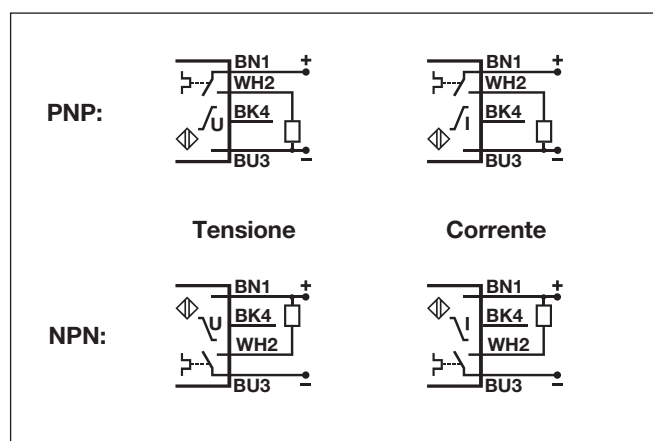 PNP:
BN1 +
WH2
BK4
U
BU3 −
BN1 +
WH2
BK4
I
BU3 −
Tensione Corrente
NPN:
BN1 +
BK4
U
WH2
BU3 −
BN1 +
BK4
I
WH2
BU3 −